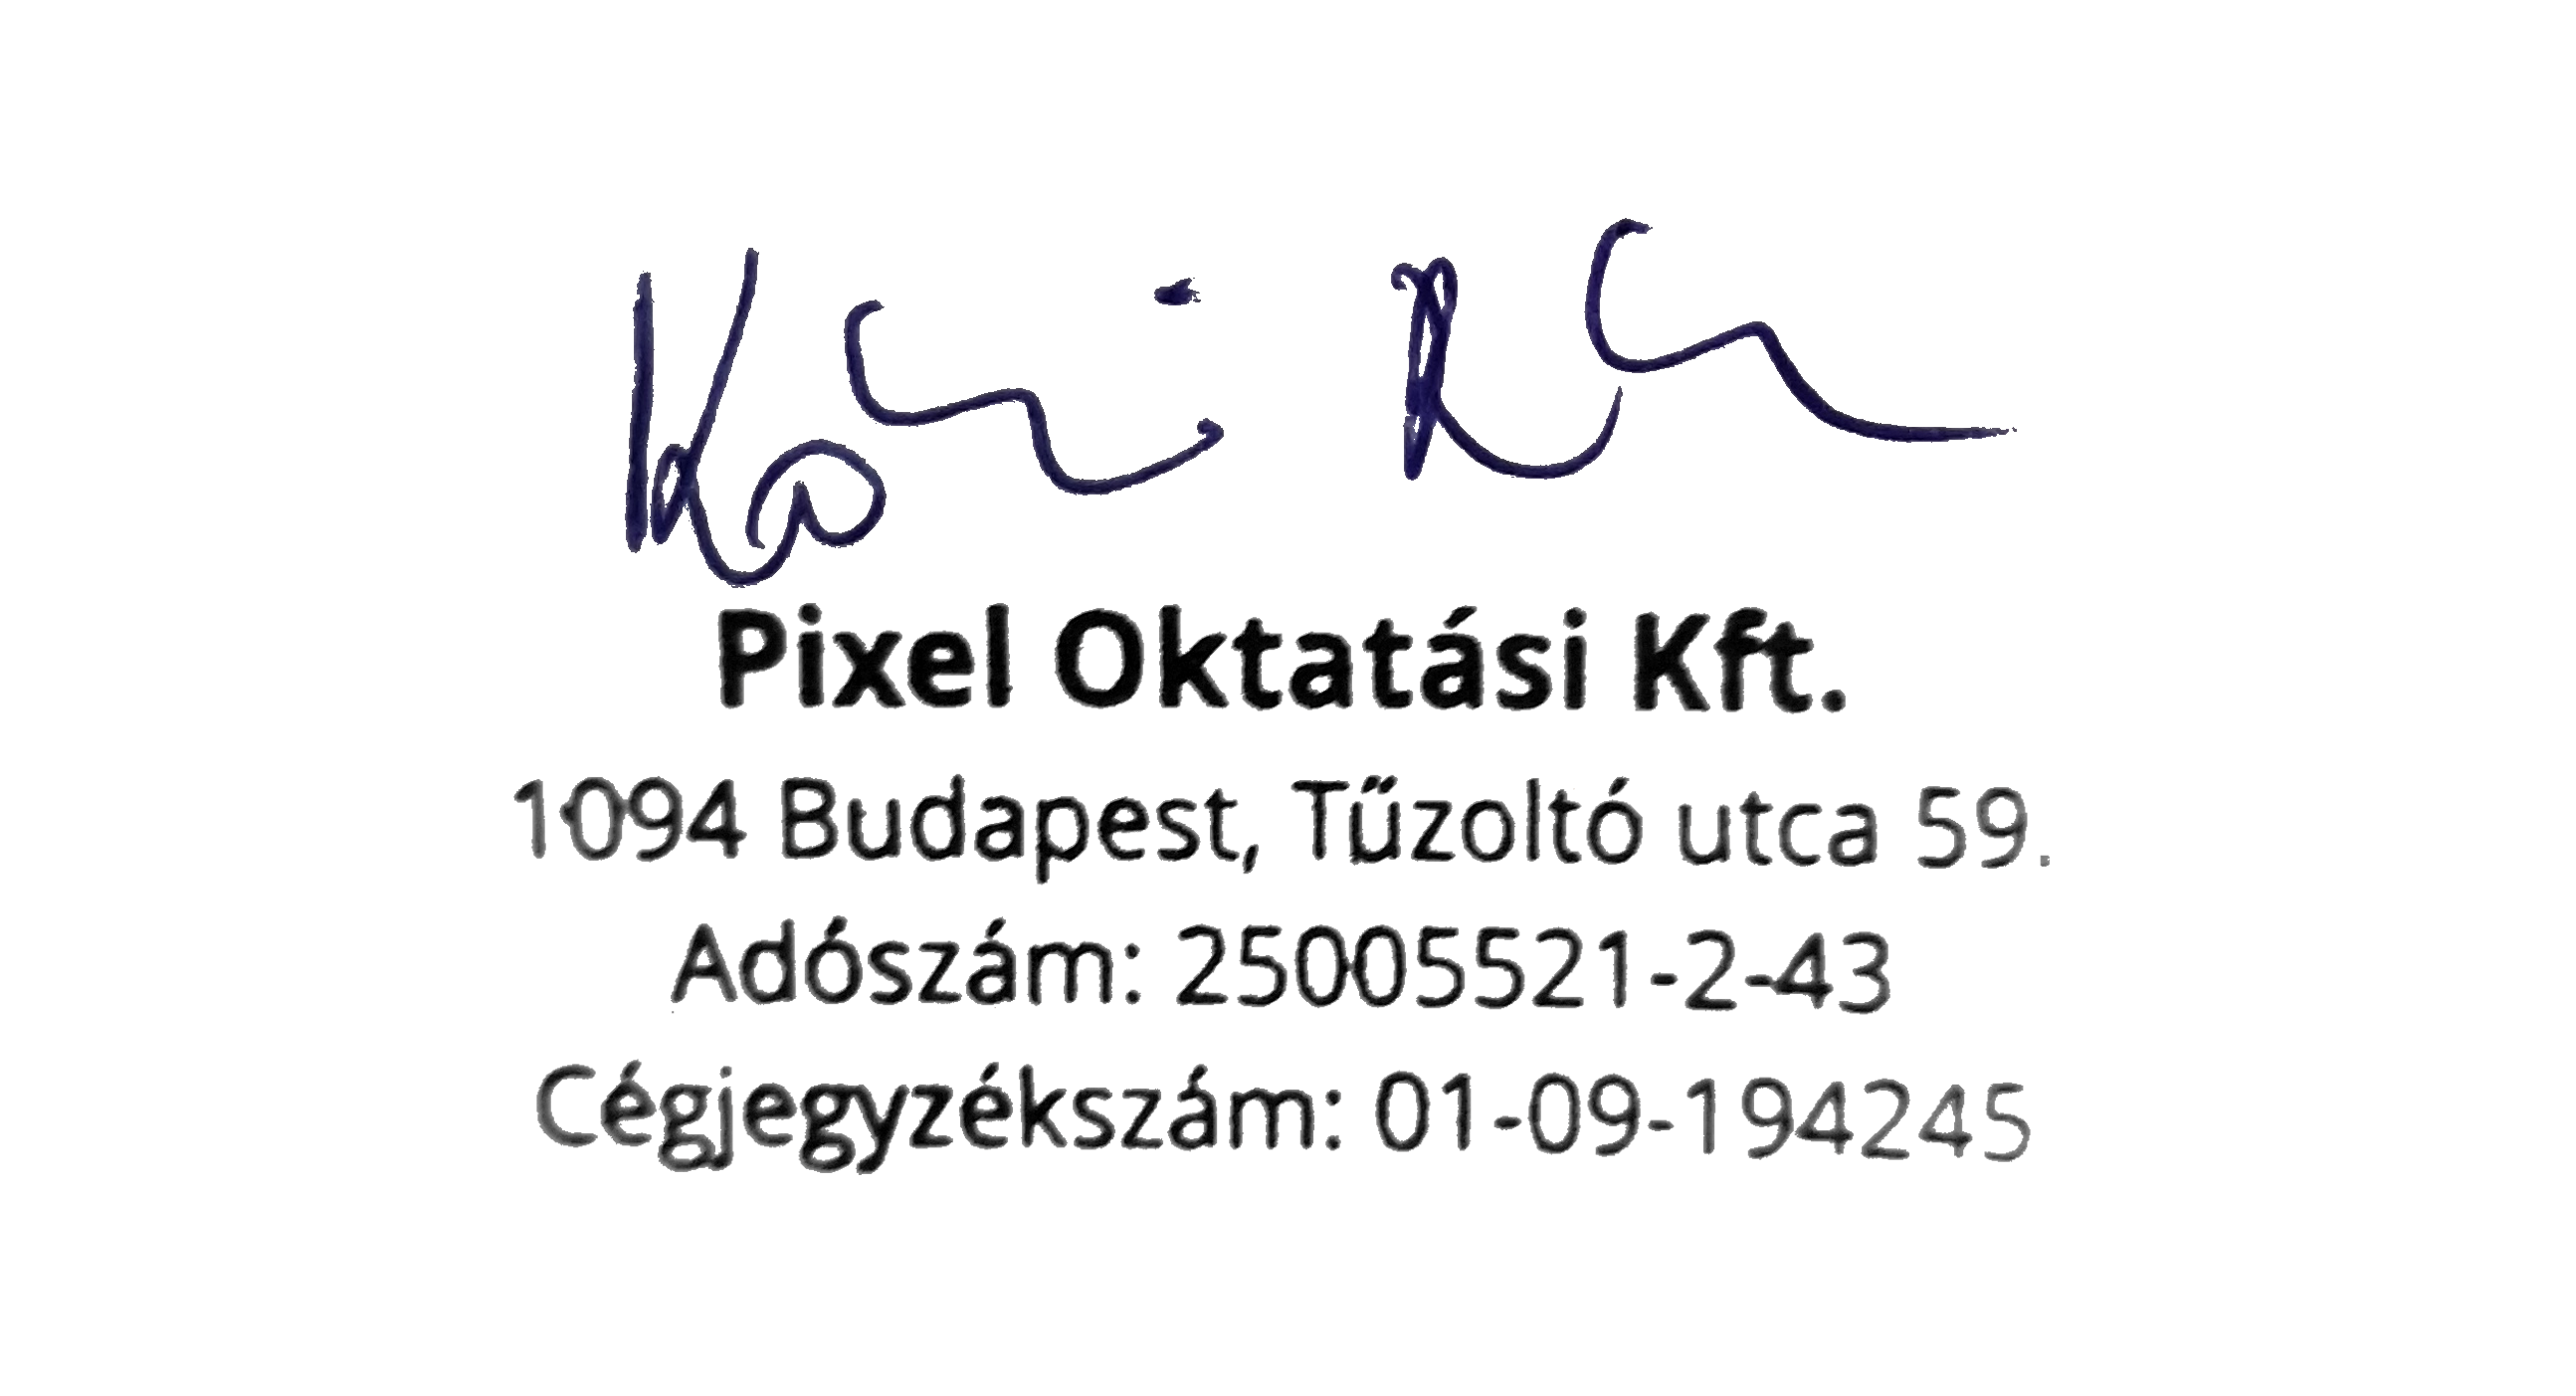 Pixel Oktatási Kft.
1094 Budapest, Tűzoltó utca 59.
Adószám: 25005521-2-43
Cégjegyzékszám: 01-09-194245